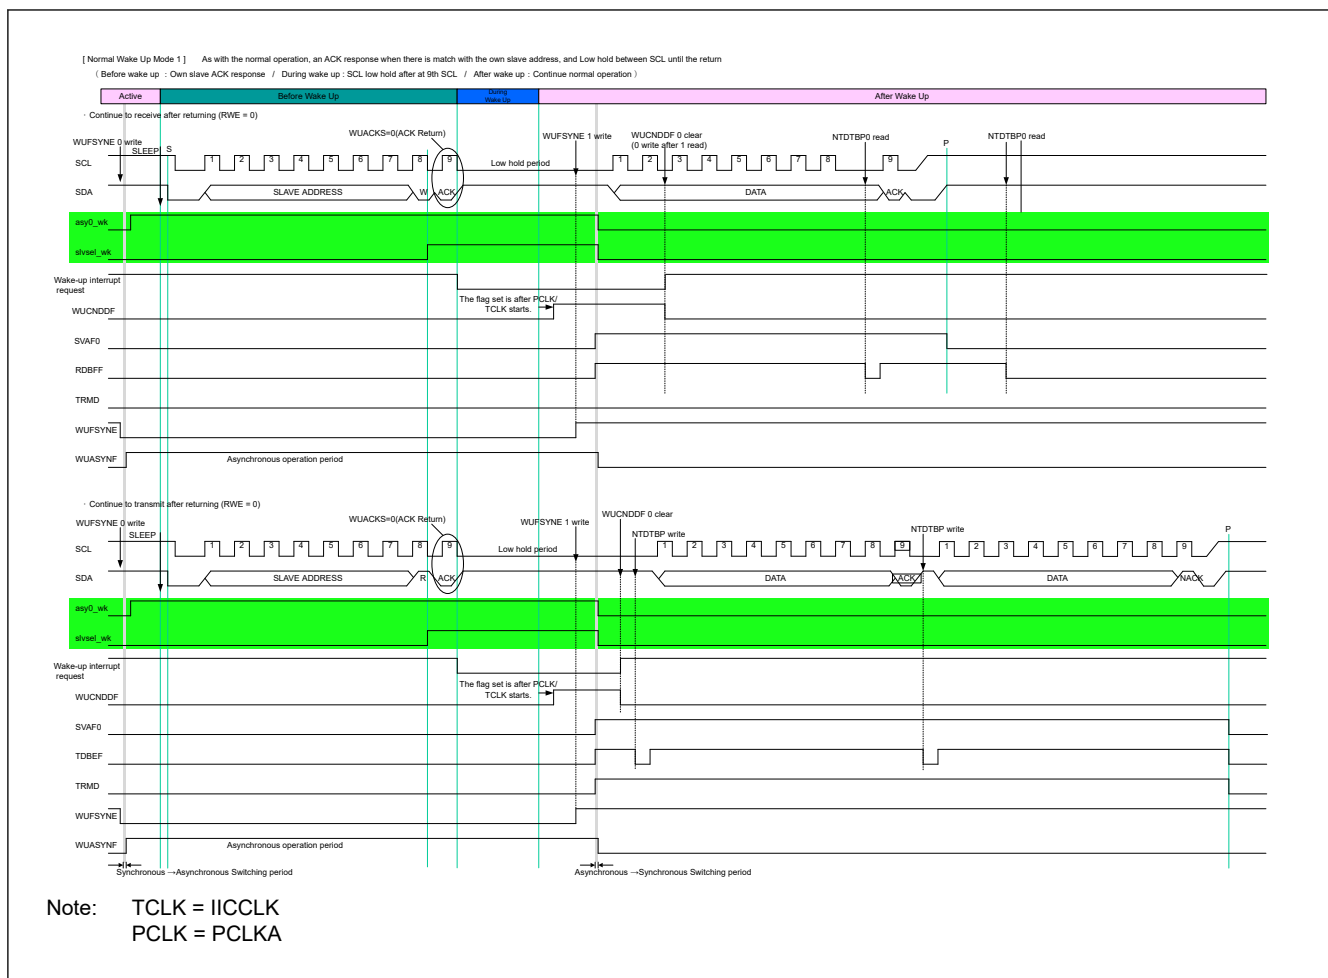 [ Normal Wake Up Mode 1 ] As with the normal operation, an ACK response when there is match with the own slave address, and Low hold between SCL until the return
( Before wake up : Own slave ACK response / During wake up : SCL low hold after at 9th SCL / After wake up : Continue normal operation )
Active Before Wake Up During Wake Up After Wake Up
· Continue to receive after returning (RWE = 0)
WUFSYNE 0 write SLEEP S WUACKS=0(ACK Return) WUFSYNE 1 write WUCNDDF 0 clear NTDTBP0 read P NTDTBP0 read
(0 write after 1 read)
SCL 1 2 3 4 5 6 7 8 9 Low hold period 1 2 3 4 5 6 7 8 9
SDA SLAVE ADDRESS W ACK DATA ACK
asy0_wk
slvsel_wk
Wake-up interrupt
request
The flag set is after PCLK/
TCLK starts.
WUCNDDF
SVAF0
RDBFF
TRMD
WUFSYNE
WUASYNF Asynchronous operation period
· Continue to transmit after returning (RWE = 0)
WUFSYNE 0 write SLEEP WUACKS=0(ACK Return) WUFSYNE 1 write WUCNDDF 0 clear NTDTBP write NTDTBP write P
SCL 1 2 3 4 5 6 7 8 9 Low hold period 1 2 3 4 5 6 7 8 9 1 2 3 4 5 6 7 8 9
SDA SLAVE ADDRESS R ACK DATA ACK DATA NACK
asy0_wk
slvsel_wk
Wake-up interrupt
request
The flag set is after PCLK/
TCLK starts.
WUCNDDF
SVAF0
TDBEF
TRMD
WUFSYNE
WUASYNF Asynchronous operation period
Synchronous →Asynchronous Switching period Asynchronous →Synchronous Switching period
Note: TCLK = IICCLK
PCLK = PCLKA